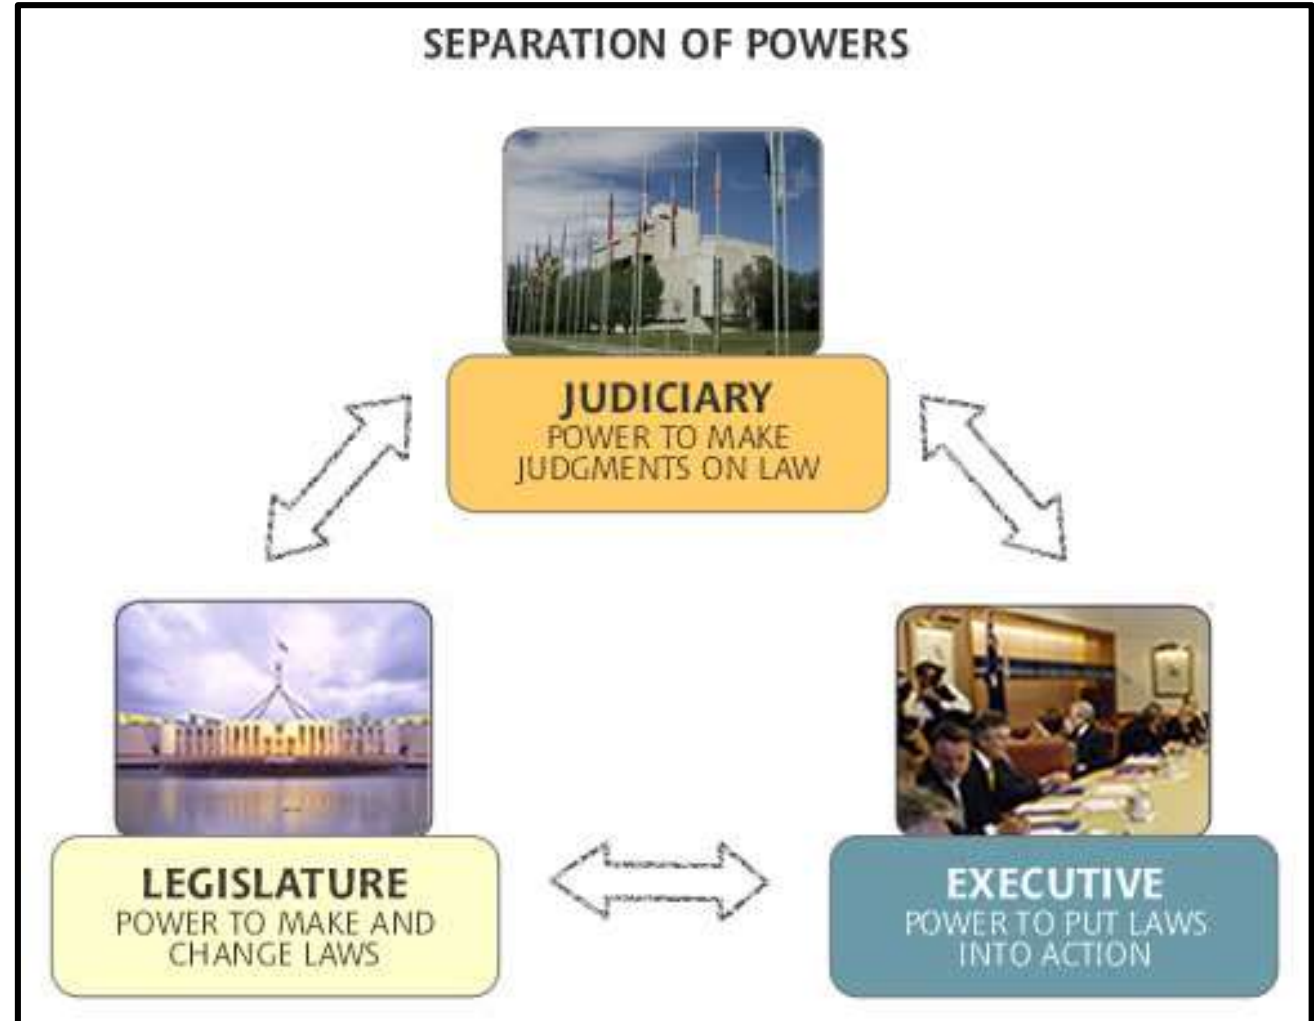 SEPARATION OF POWERS
JUDICIARY
POWER TO MAKE
JUDGMENTS ON LAW
LEGISLATURE
POWER TO MAKE AND
CHANGE LAWS
EXECUTIVE
POWER TO PUT LAWS
INTO ACTION